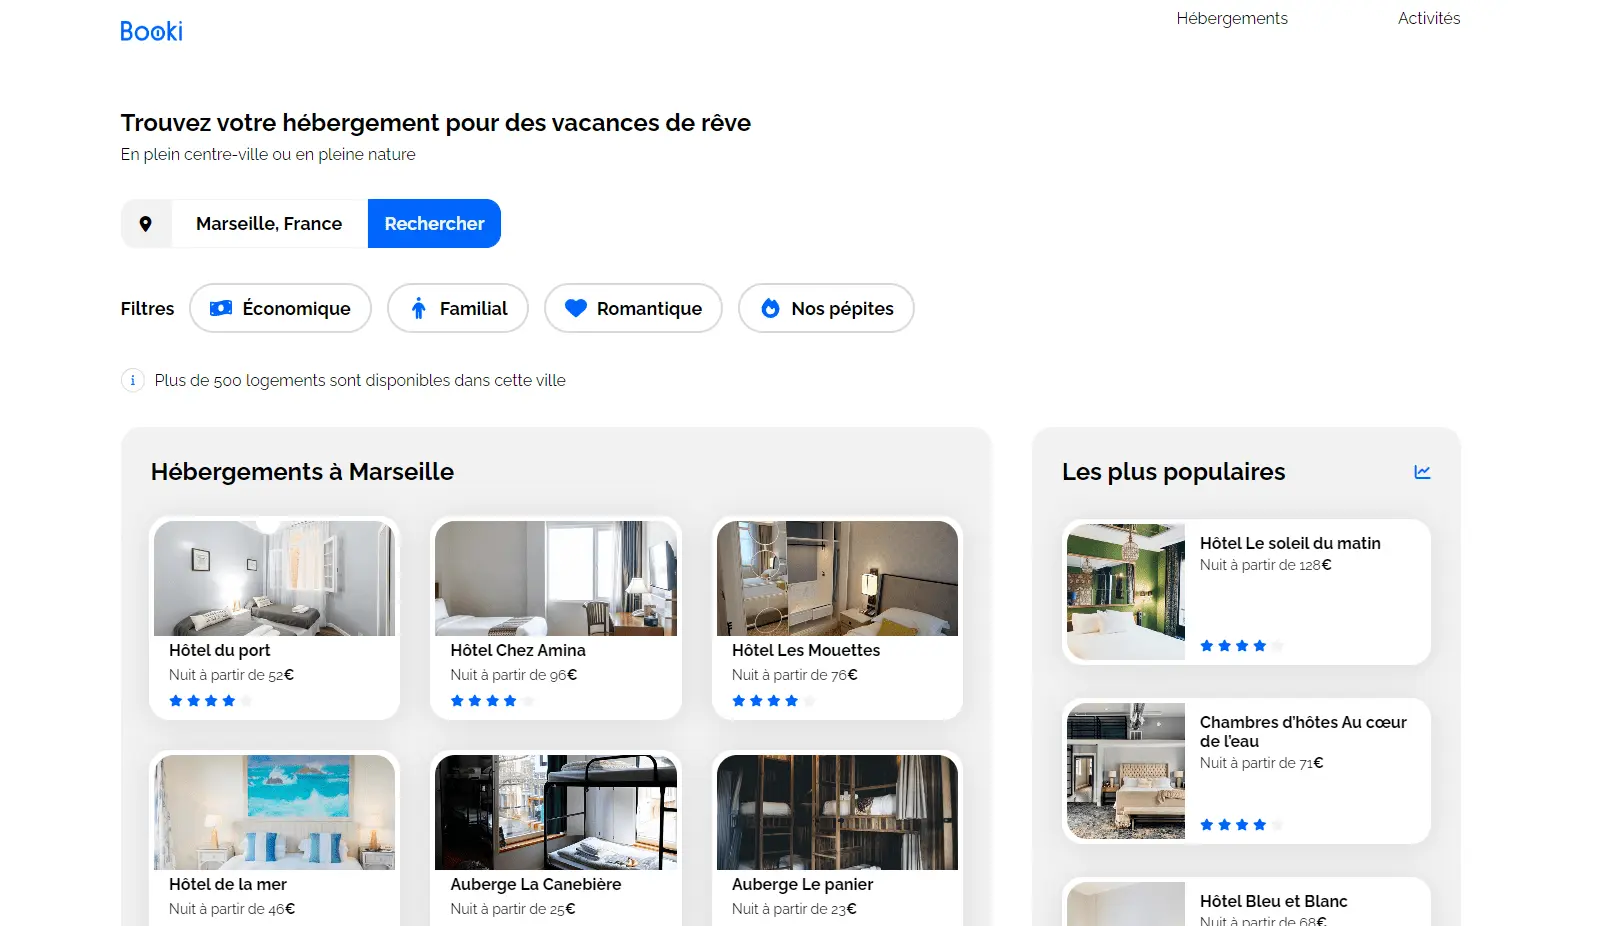 Booki
Hébergements
Activités
Trouvez votre hébergement pour des vacances de rêve
En plein centre-ville ou en pleine nature
Marseille, France
Rechercher
Filtres
Économique
Familial
Romantique
Nos pépites
i
Plus de 500 logements sont disponibles dans cette ville
Hébergements à Marseille
Hôtel du port
Nuit à partir de 52€
Hôtel Chez Amina
Nuit à partir de 96€
Hôtel Les Mouettes
Nuit à partir de 76€
Hôtel de la mer
Nuit à partir de 46€
Auberge La Canebière
Nuit à partir de 25€
Auberge Le panier
Nuit à partir de 23€
Les plus populaires
Hôtel Le soleil du matin
Nuit à partir de 128€
Chambres d'hôtes Au cœur
de l'eau
Nuit à partir de 71€
Hôtel Bleu et Blanc
Nuit à partir de 68€